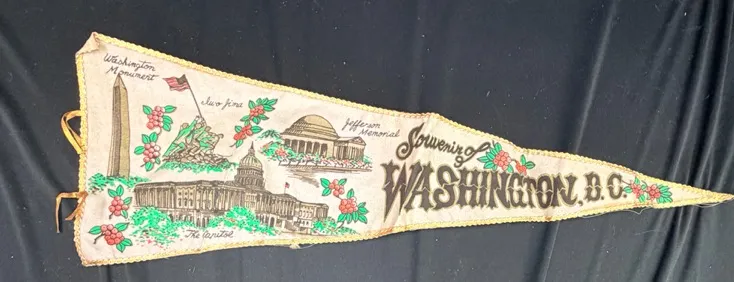 Washington
Monument
Iwo Jima
Jefferson
Memorial
The Capitol
Souvenir of
WASHINGTON, D.C.